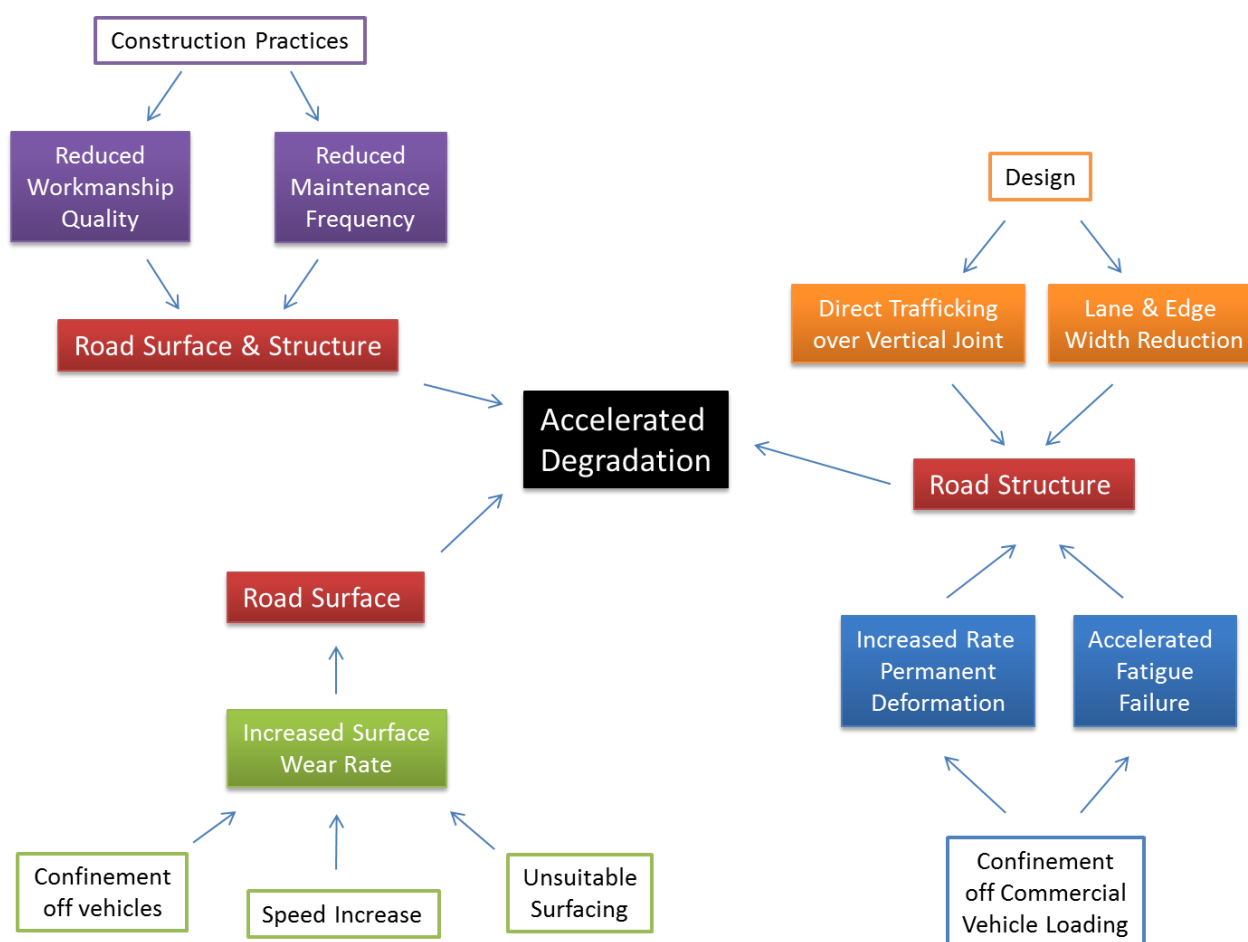 Construction Practices
Reduced
Workmanship
Quality
Reduced
Maintenance
Frequency
Road Surface & Structure
Design
Direct Trafficking
over Vertical Joint
Lane & Edge
Width Reduction
Accelerated
Degradation
Road Structure
Road Surface
Increased Rate
Permanent
Deformation
Accelerated
Fatigue
Failure
Increased Surface
Wear Rate
Confinement
off vehicles
Speed Increase
Unsuitable
Surfacing
Confinement
off Commercial
Vehicle Loading